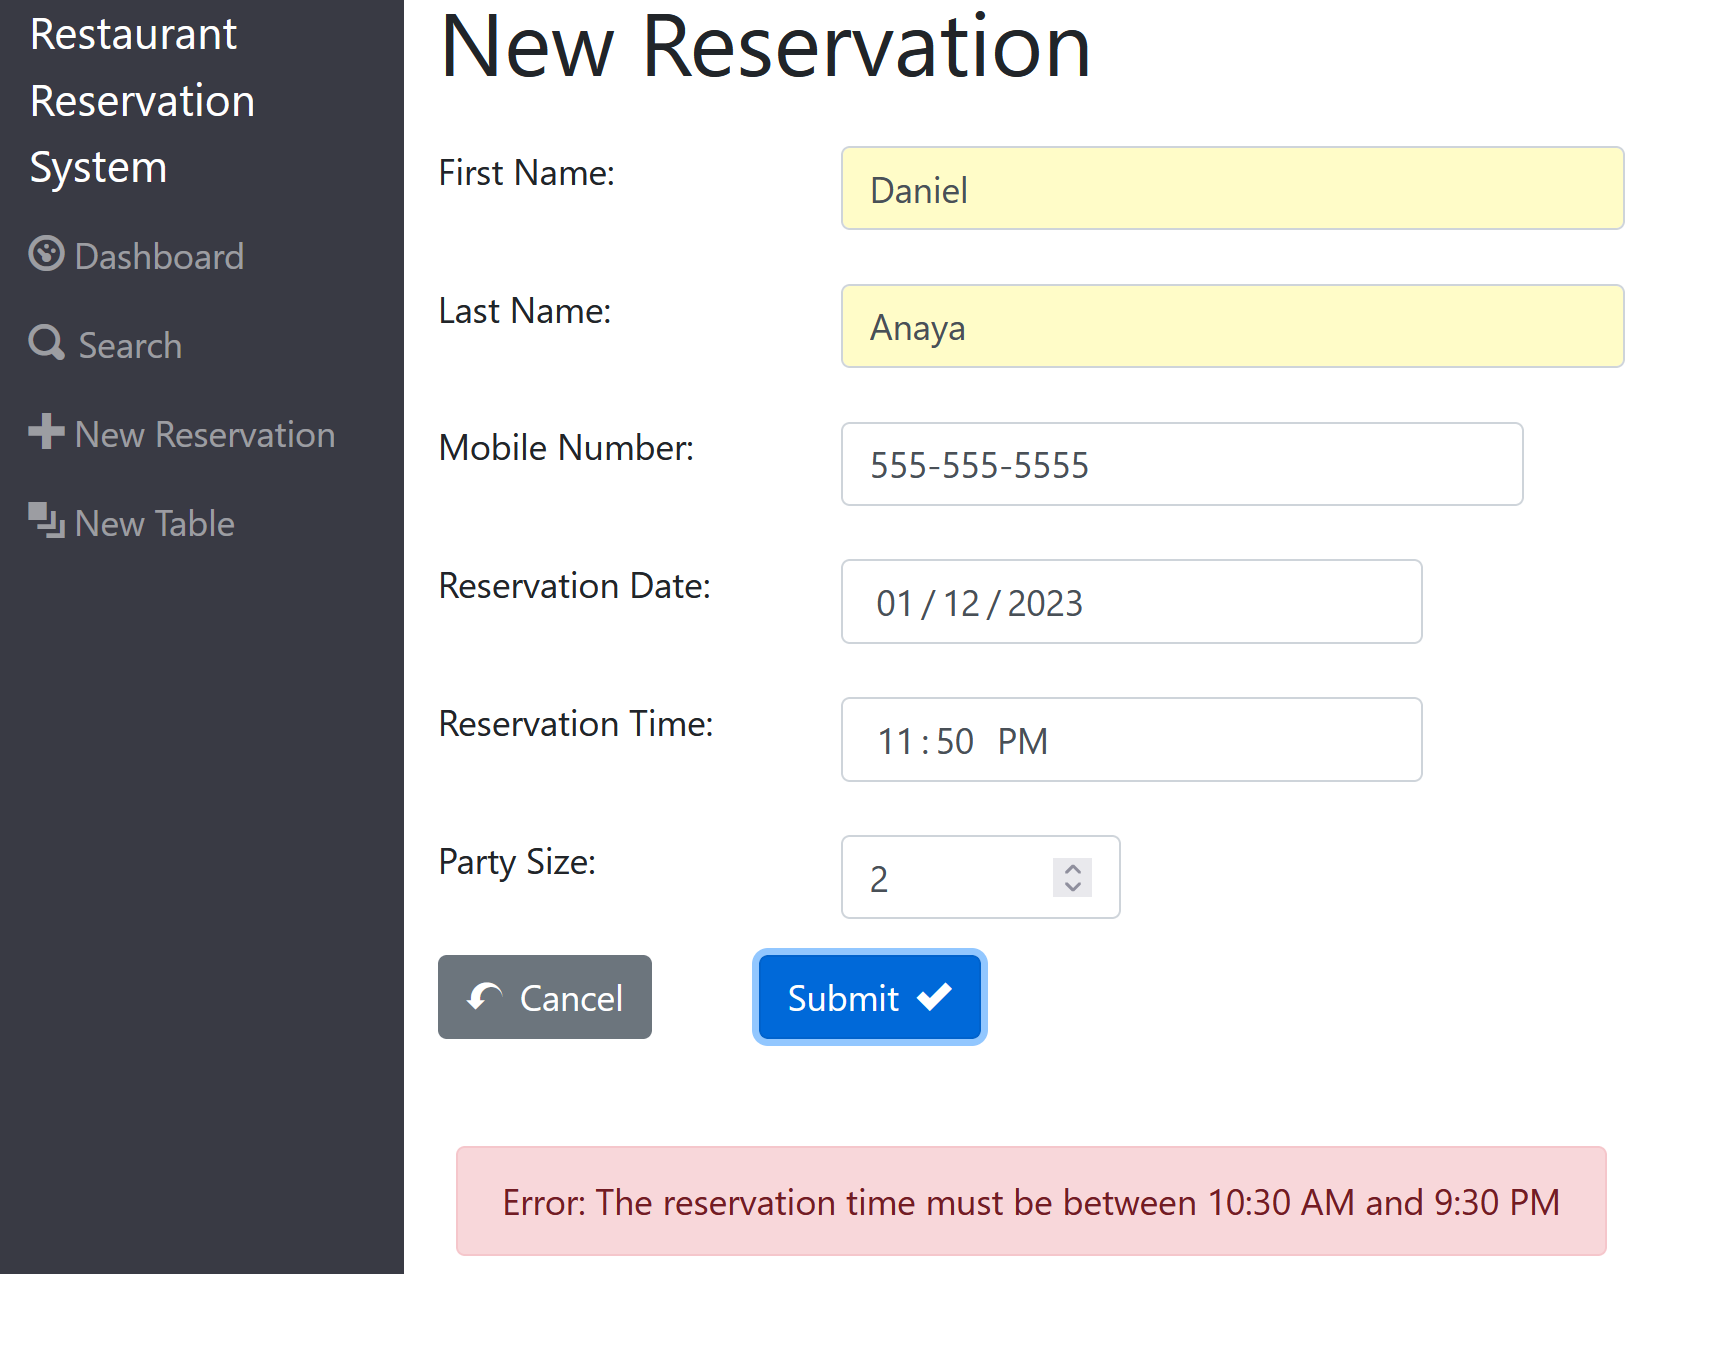 Restaurant
Reservation
System
Dashboard
Search
New Reservation
New Table
New Reservation
First Name:
Daniel
Last Name:
Anaya
Mobile Number:
555-555-5555
Reservation Date:
01 / 12 / 2023
Reservation Time:
11 : 50 PM
Party Size:
2
Cancel
Submit
Error: The reservation time must be between 10:30 AM and 9:30 PM